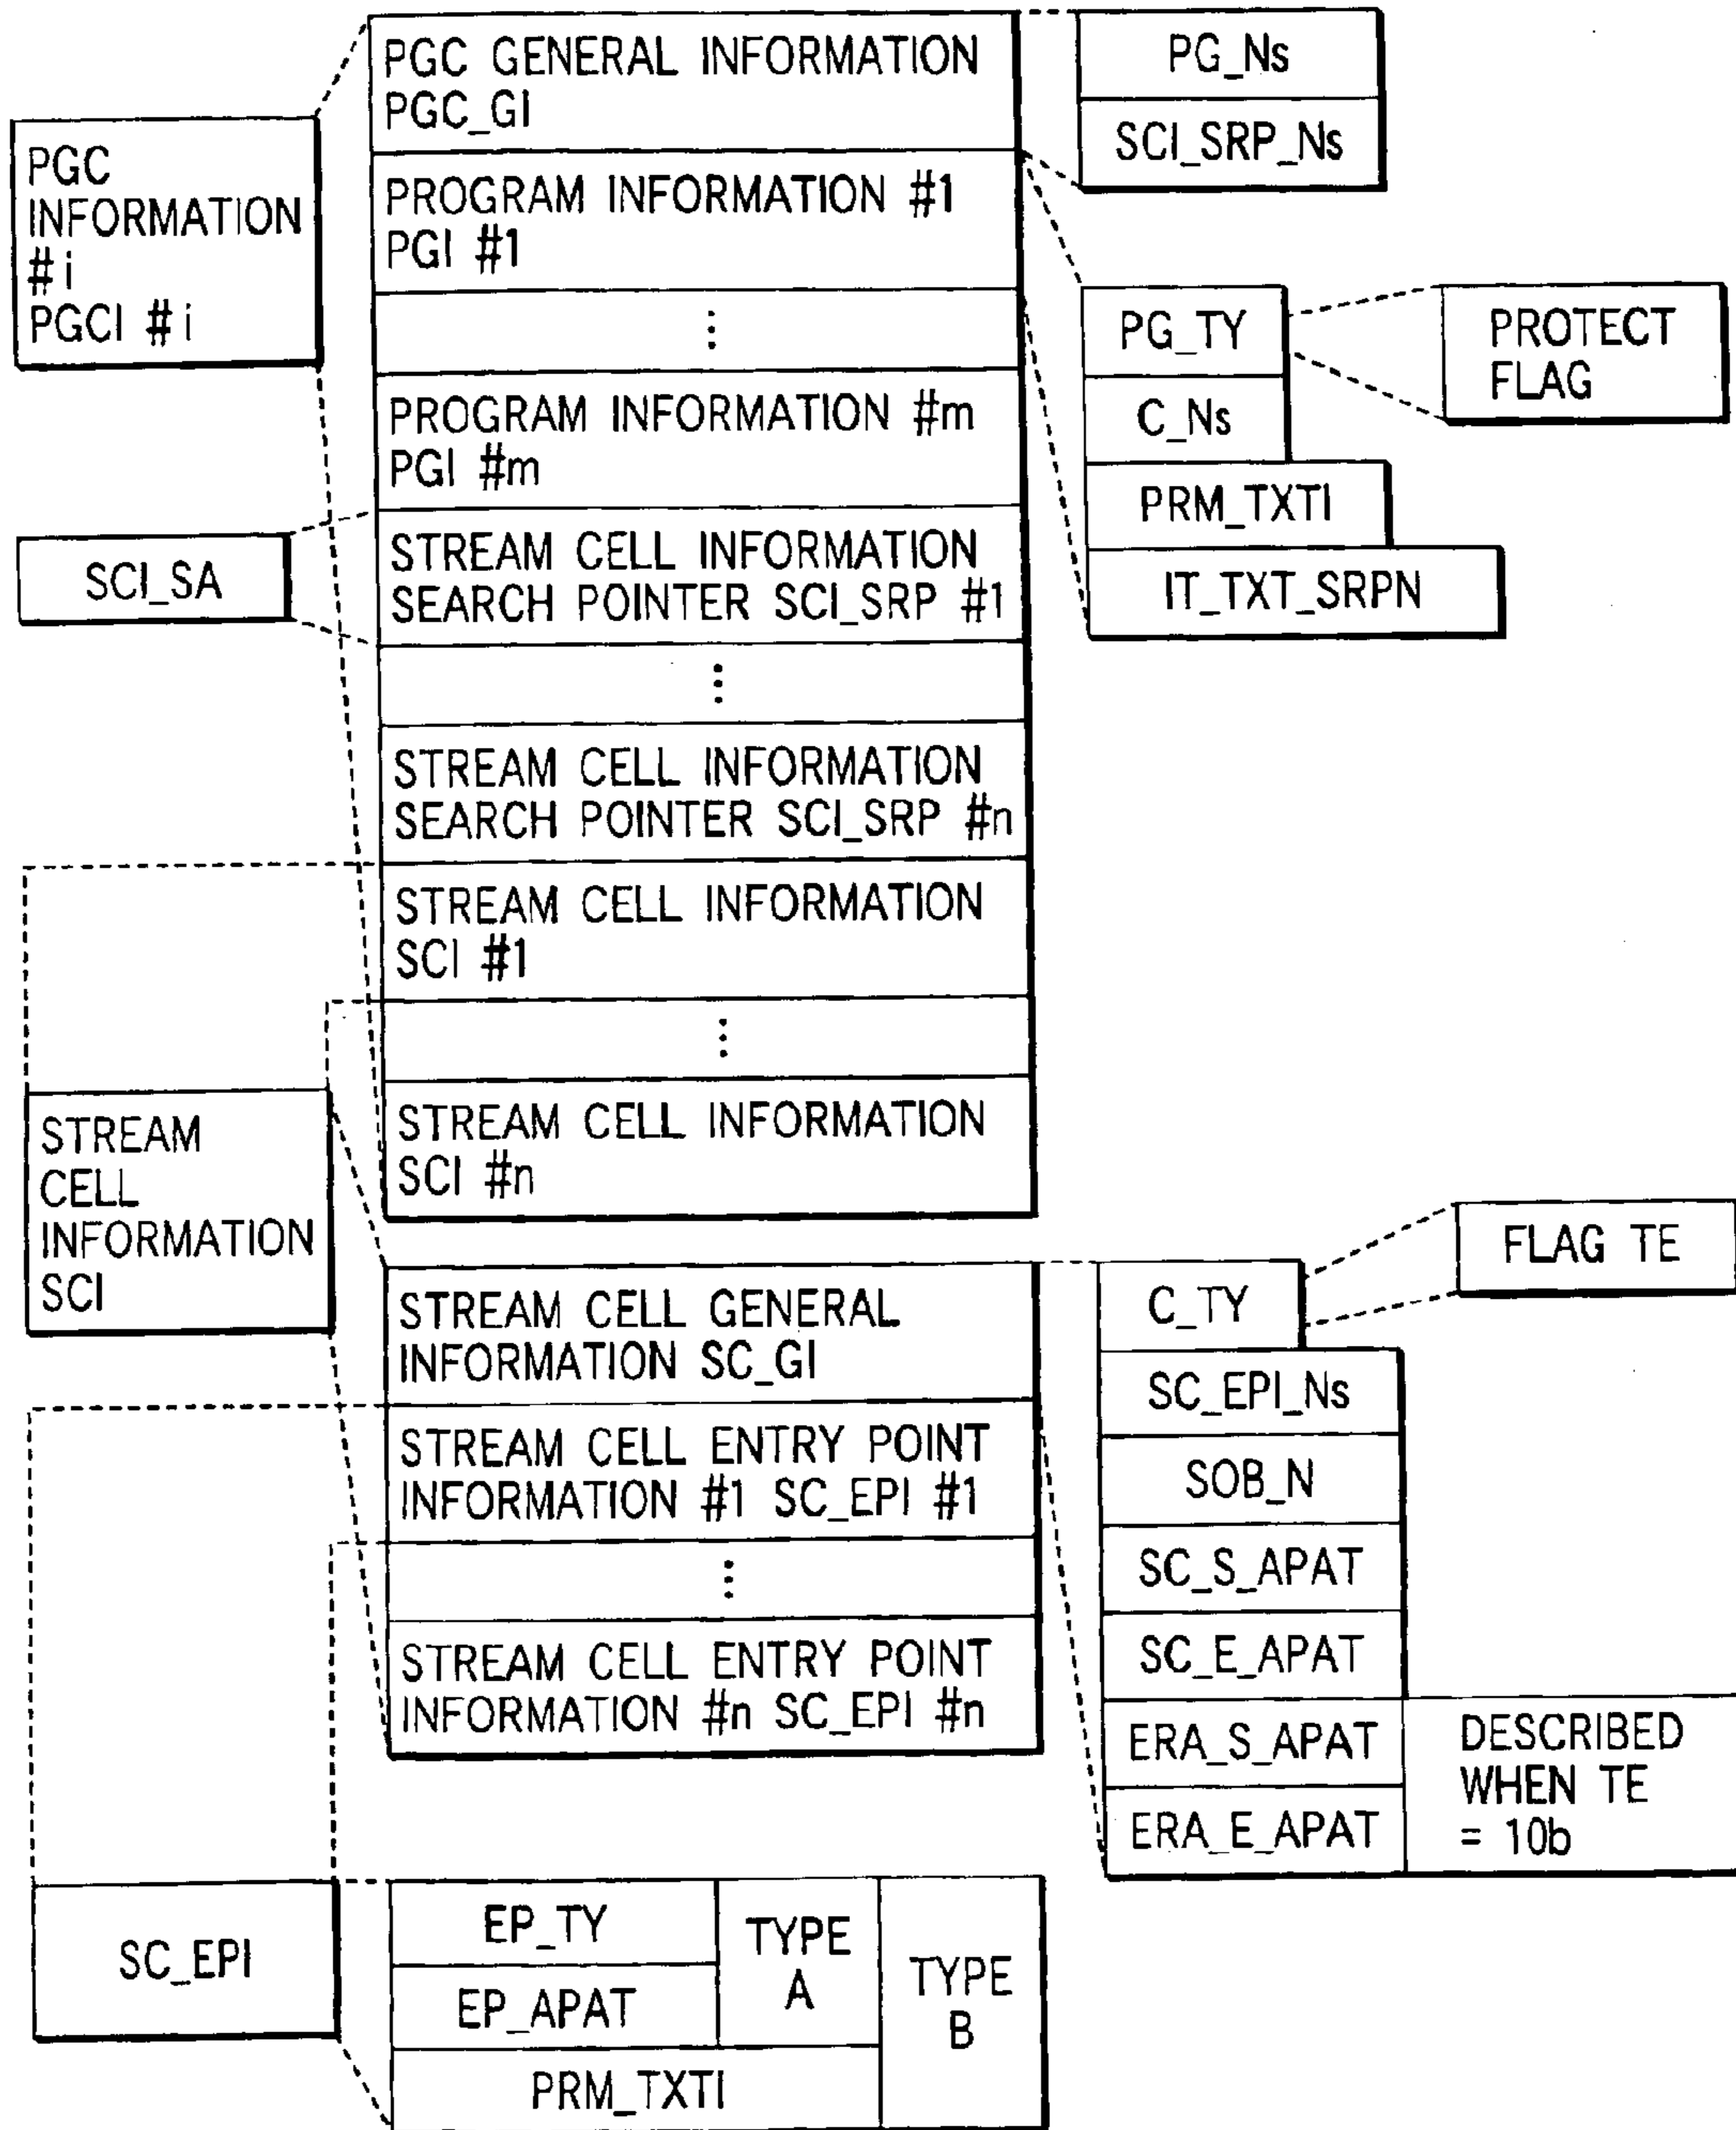 PGC
INFORMATION
#i
PGCI #i
PGC GENERAL INFORMATION
PGC_GI
PROGRAM INFORMATION #1
PGI #1
⋮
PROGRAM INFORMATION #m
PGI #m
STREAM CELL INFORMATION
SEARCH POINTER SCI_SRP #1
⋮
STREAM CELL INFORMATION
SEARCH POINTER SCI_SRP #n
STREAM CELL INFORMATION
SCI #1
⋮
STREAM CELL INFORMATION
SCI #n
PG_Ns
SCI_SRP_Ns
PG_TY
C_Ns
PRM_TXTI
IT_TXT_SRPN
PROTECT
FLAG
SCI_SA
STREAM
CELL
INFORMATION
SCI
STREAM CELL GENERAL
INFORMATION SC_GI
STREAM CELL ENTRY POINT
INFORMATION #1 SC_EPI #1
⋮
STREAM CELL ENTRY POINT
INFORMATION #n SC_EPI #n
C_TY
SC_EPI_Ns
SOB_N
SC_S_APAT
SC_E_APAT
ERA_S_APAT
ERA_E_APAT
FLAG TE
DESCRIBED
WHEN TE
= 10b
SC_EPI
EP_TY
EP_APAT
PRM_TXTI
TYPE
A
TYPE
B